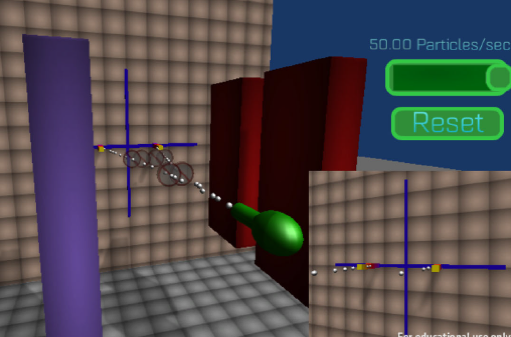 50.00 Particles/sec
Reset
For educational use only